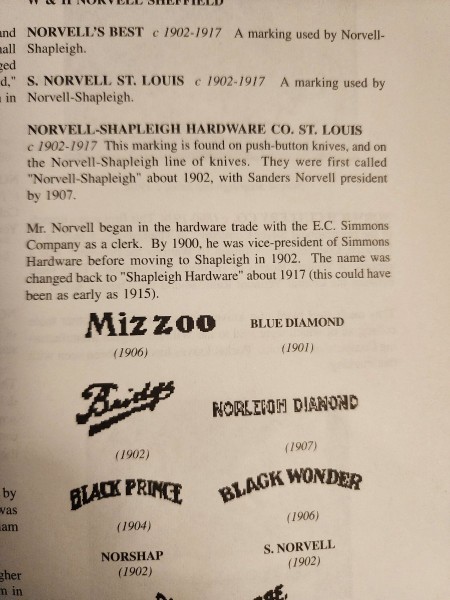 W & H NORVELL SHEFFIELD
and
NORVELL'S BEST c 1902-1917 A marking used by Norvell-
Shapleigh.
S. NORVELL ST. LOUIS c 1902-1917 A marking used by
in
Norvell-Shapleigh.
NORVELL-SHAPLEIGH HARDWARE CO. ST. LOUIS
c 1902-1917 This marking is found on push-button knives, and on
the Norvell-Shapleigh line of knives. They were first called
"Norvell-Shapleigh" about 1902, with Sanders Norvell president
by 1907.
Mr. Norvell began in the hardware trade with the E.C. Simmons
Company as a clerk. By 1900, he was vice-president of Simmons
Hardware before moving to Shapleigh in 1902. The name was
changed back to "Shapleigh Hardware" about 1917 (this could have
been as early as 1915).
Mizzoo BLUE DIAMOND
(1906) (1901)
Bridge NORLEIGH DIAMOND
(1902) (1907)
BLACK PRINCE BLACK WONDER
by
was
(1904) (1906)
NORSHAP S. NORVELL
(1902) (1902)